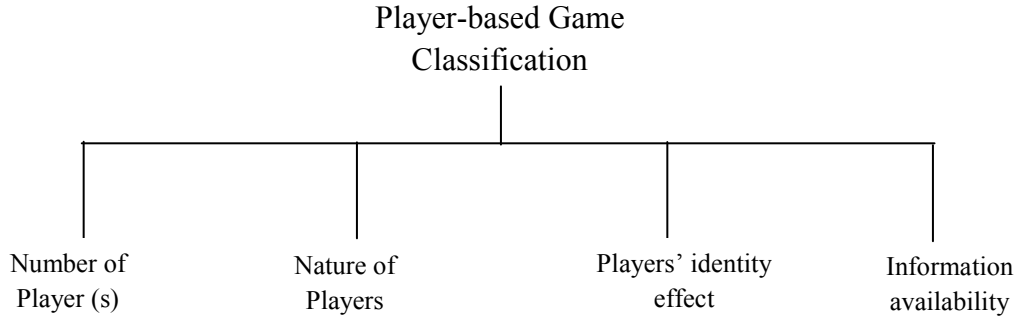 Player-based Game
Classification
Number of
Player (s)
Nature of
Players
Players’ identity
effect
Information
availability